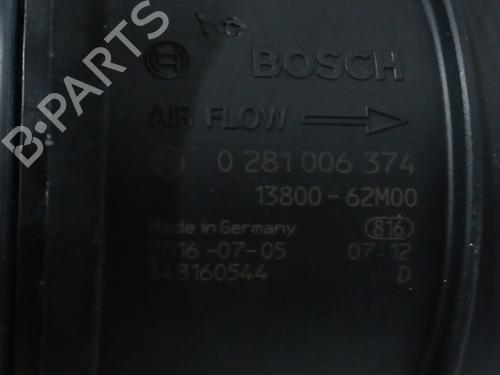 BOSCH
AIR FLOW
0 281 006 374
13800-62M00
Made in Germany 816
2016-07-05 07:12
348160544 D
B-PARTS